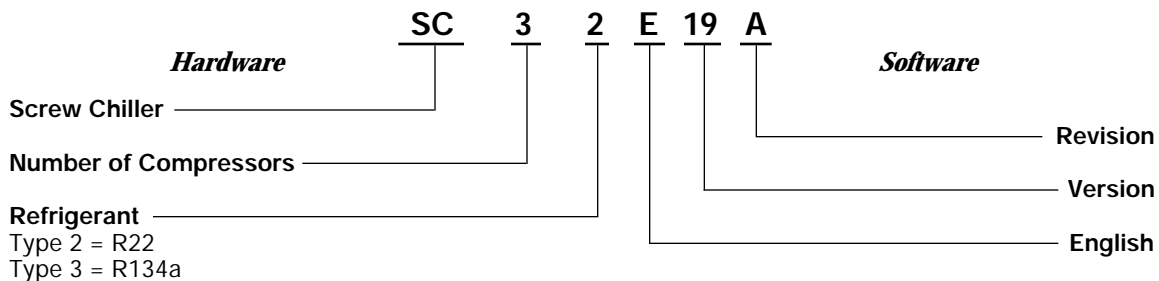 SC 3 2 E 19 A
Hardware Software
Screw Chiller
Revision
Number of Compressors
Version
Refrigerant
Type 2 = R22
English
Type 3 = R134a